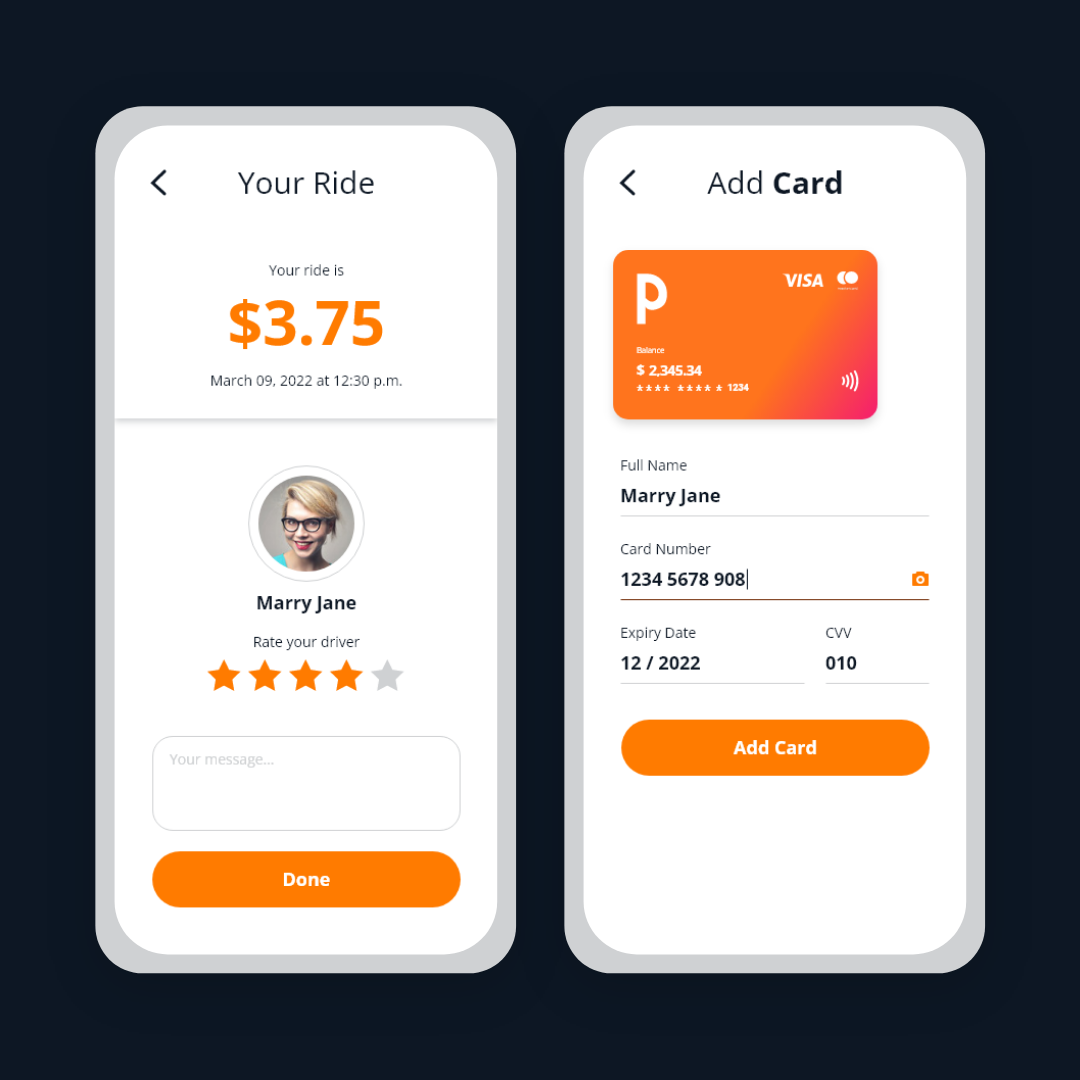 Your Ride
Your ride is
$3.75
March 09, 2022 at 12:30 p.m.
Marry Jane
Rate your driver
Your message...
Done
Add Card
P
VISA
Balance
$ 2,345.34
**** ***** * 1234
Full Name
Marry Jane
Card Number
1234 5678 908
Expiry Date
CVV
12 / 2022
010
Add Card